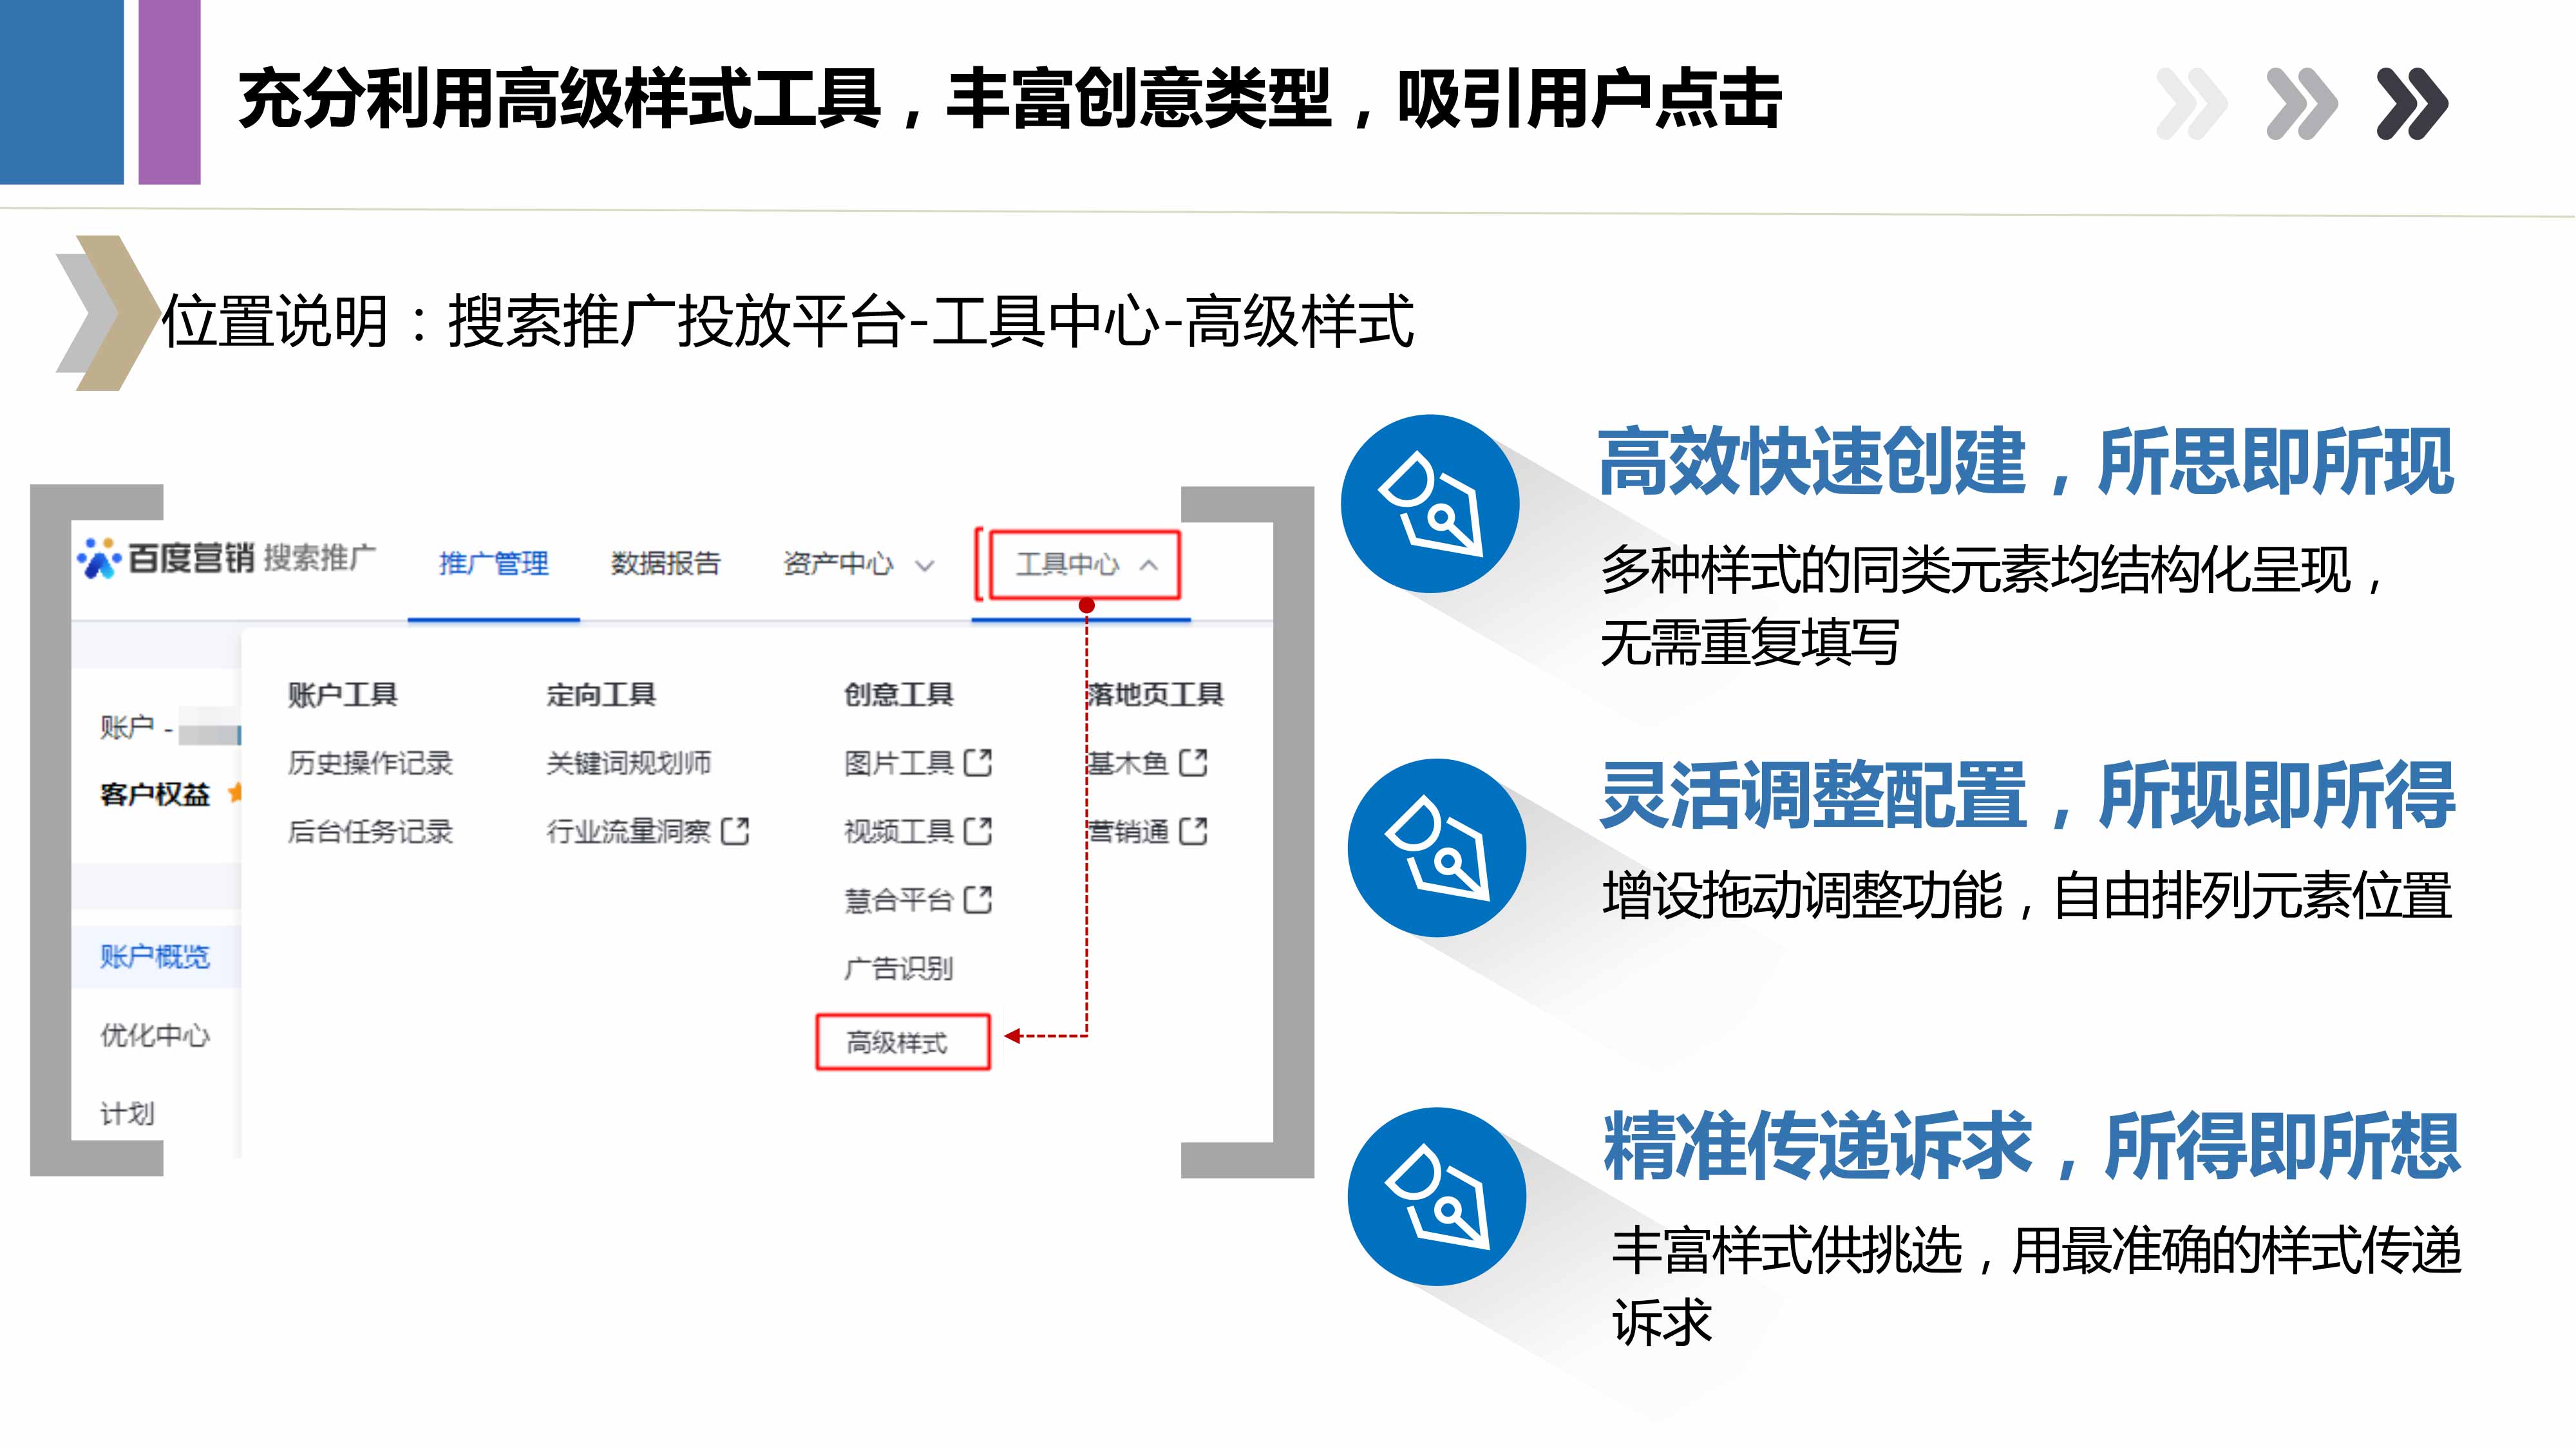 充分利用高级样式工具，丰富创意类型，吸引用户点击
位置说明：搜索推广投放平台-工具中心-高级样式
百度营销 搜索推广 推广管理 数据报告 资产中心 工具中心
账户工具 定向工具 创意工具 落地页工具
历史操作记录 关键词规划师 图片工具 基木鱼
后台任务记录 行业流量洞察 视频工具 营销通
慧合平台
广告识别
高级样式
账户 -
客户权益
账户概览
优化中心
计划
高效快速创建，所思即所现
多种样式的同类元素均结构化呈现，
无需重复填写
灵活调整配置，所现即所得
增设拖动调整功能，自由排列元素位置
精准传递诉求，所得即所想
丰富样式供挑选，用最准确的样式传递
诉求